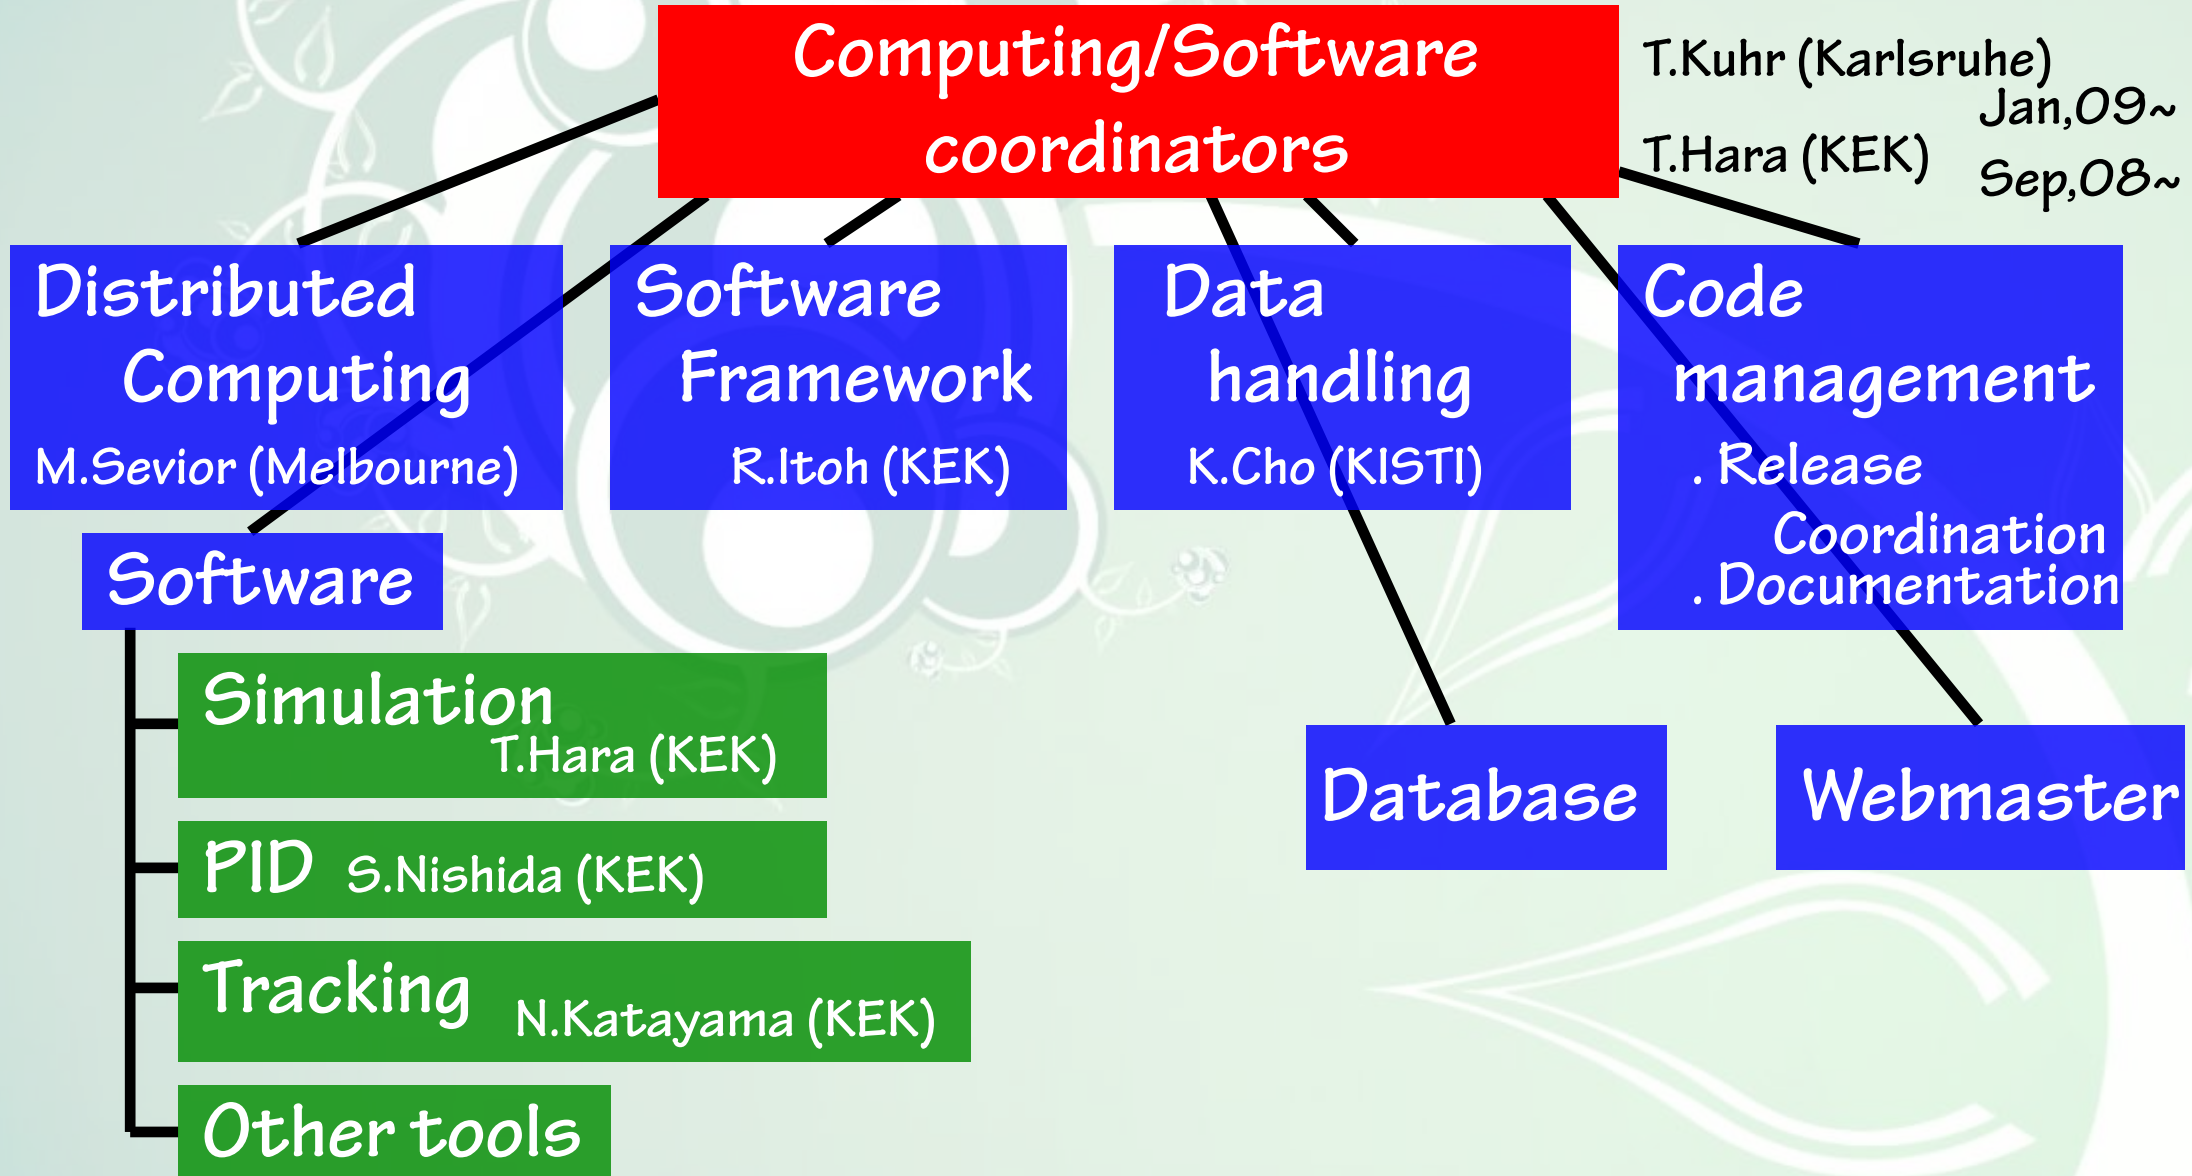 Computing/Software
coordinators
T.Kuhr (Karlsruhe)
Jan,09~
T.Hara (KEK)
Sep,08~
Distributed
Computing
M.Sevior (Melbourne)
Software
Framework
R.Itoh (KEK)
Data
handling
K.Cho (KISTI)
Code
management
. Release
Coordination
. Documentation
Software
Simulation
T.Hara (KEK)
PID S.Nishida (KEK)
Tracking
N.Katayama (KEK)
Other tools
Database
Webmaster